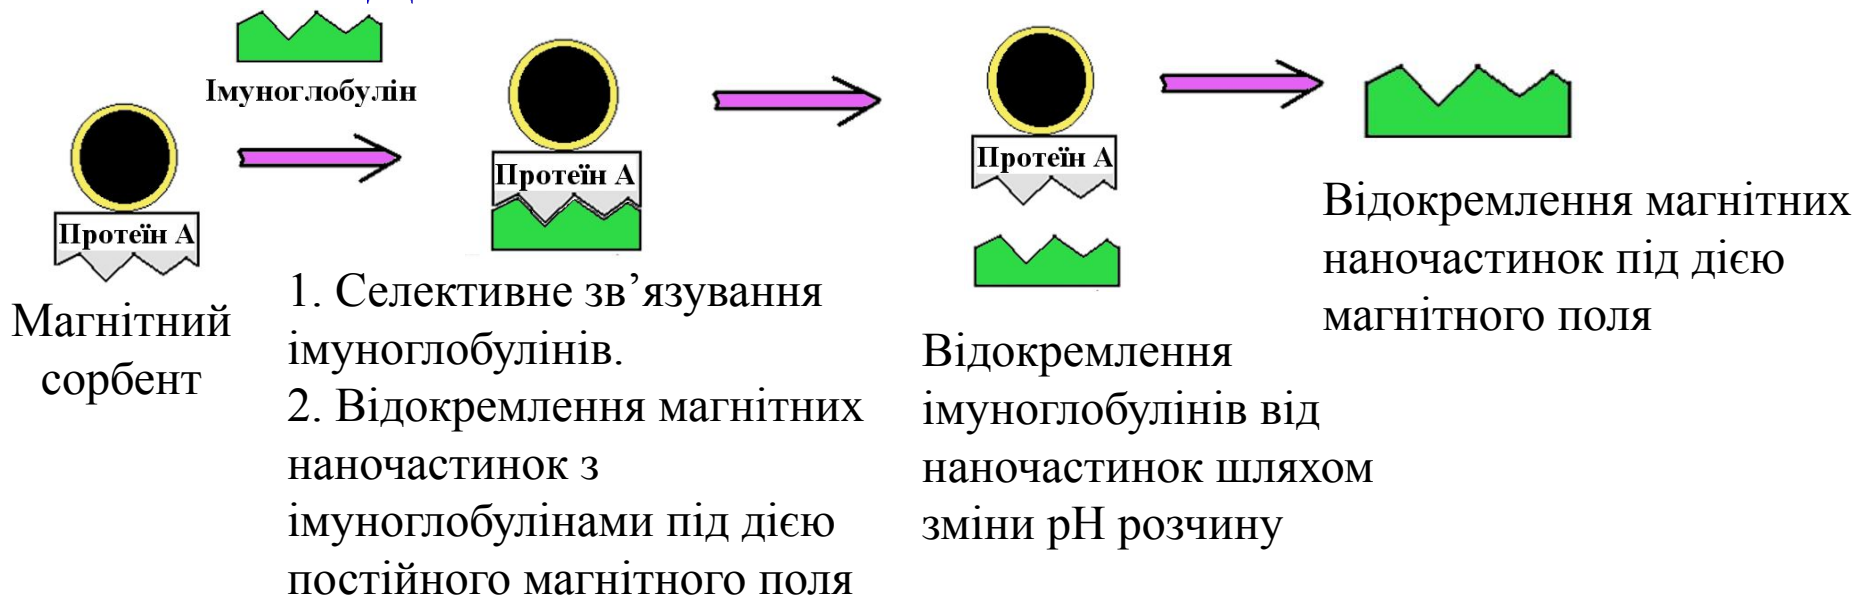 Імуноглобулін
Протеїн А
Магнітний
сорбент
Протеїн А
1. Селективне зв’язування
імуноглобулінів.
2. Відокремлення магнітних
наночастинок з
імуноглобулінами під дією
постійного магнітного поля
Протеїн А
Відокремлення
імуноглобулінів від
наночастинок шляхом
зміни pH розчину
Відокремлення магнітних
наночастинок під дією
магнітного поля